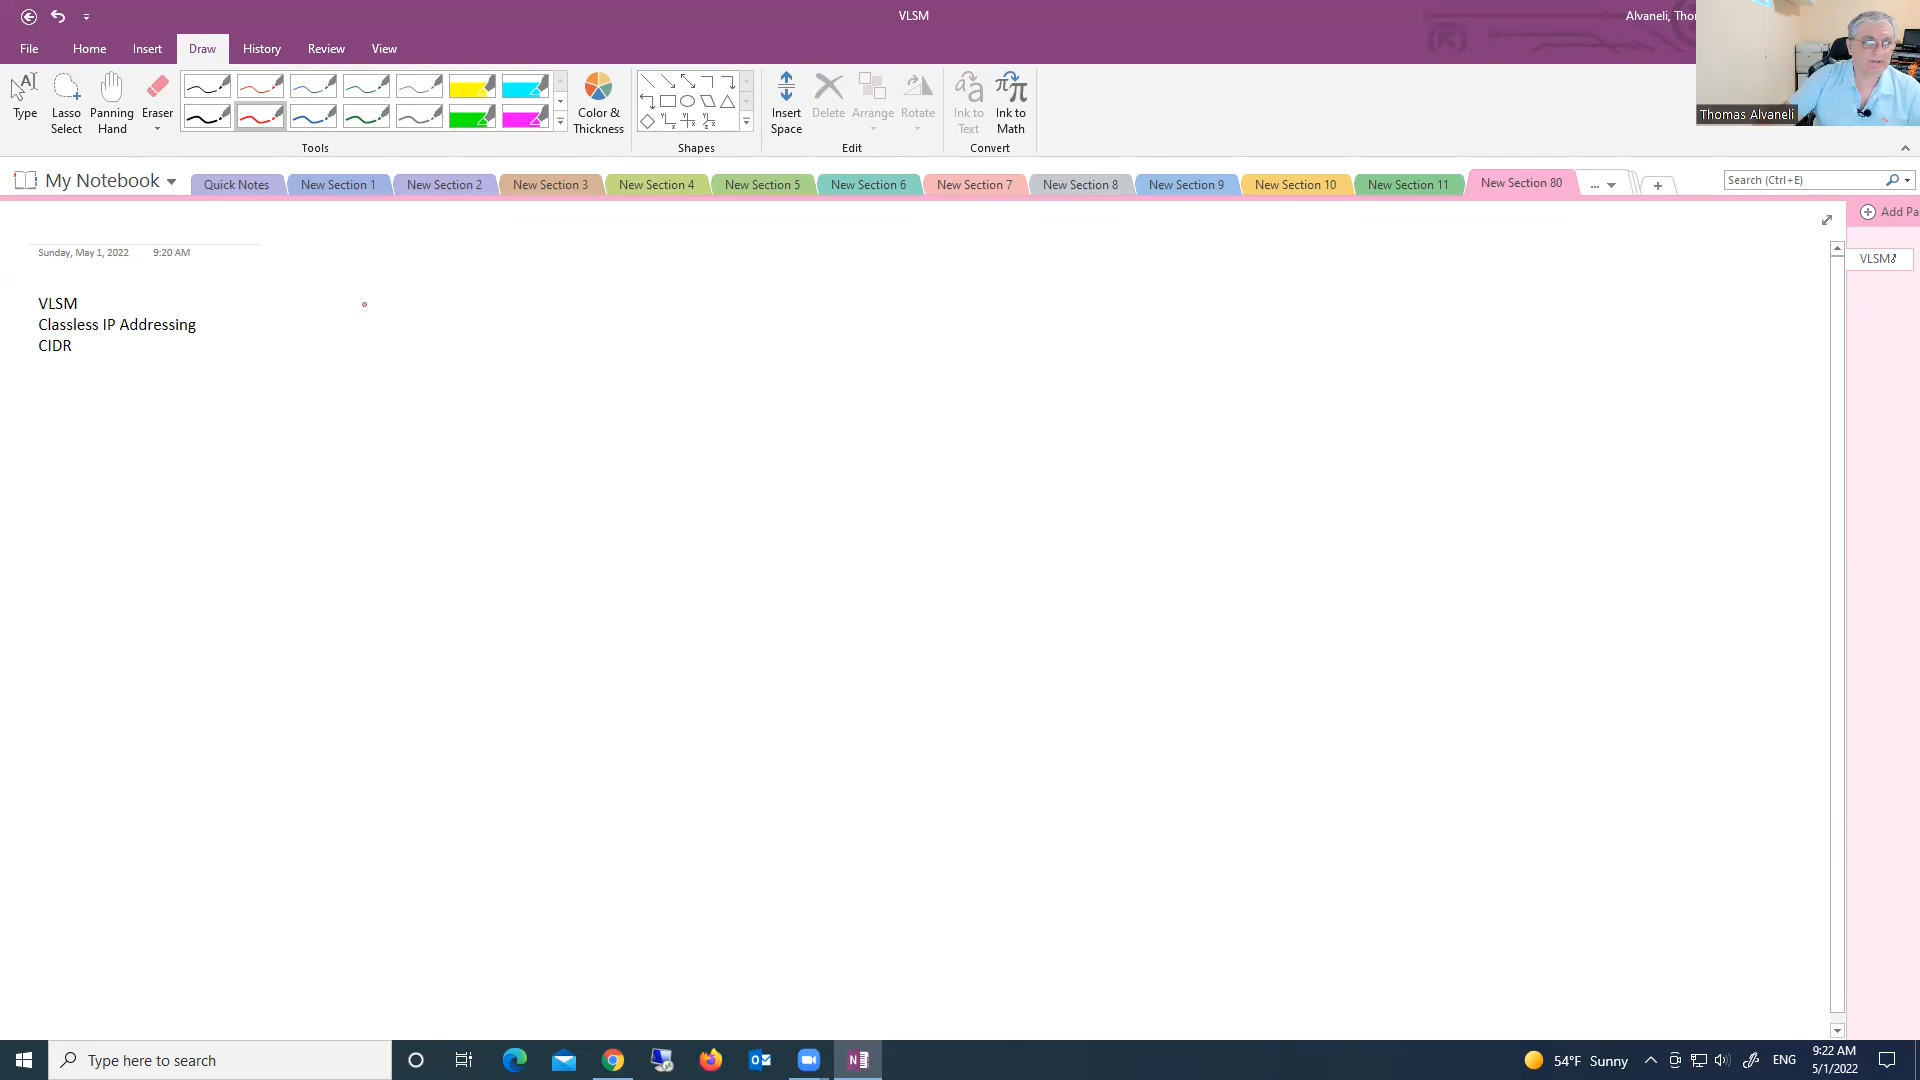 VLSM
Alvaneli, Thor
File Home Insert Draw History Review View
Type Lasso Select Panning Hand Eraser Color & Thickness Insert Space Delete Arrange Rotate Ink to Text Ink to Math
Tools Shapes Edit Convert
Thomas Alvaneli
My Notebook Quick Notes New Section 1 New Section 2 New Section 3 New Section 4 New Section 5 New Section 6 New Section 7 New Section 8 New Section 9 New Section 10 New Section 11 New Section 80 ... Search (Ctrl+E)
Add Pa
Sunday, May 1, 2022 9:20 AM
VLSM
VLSM
Classless IP Addressing
CIDR
Type here to search
54°F Sunny ENG 9:22 AM
5/1/2022